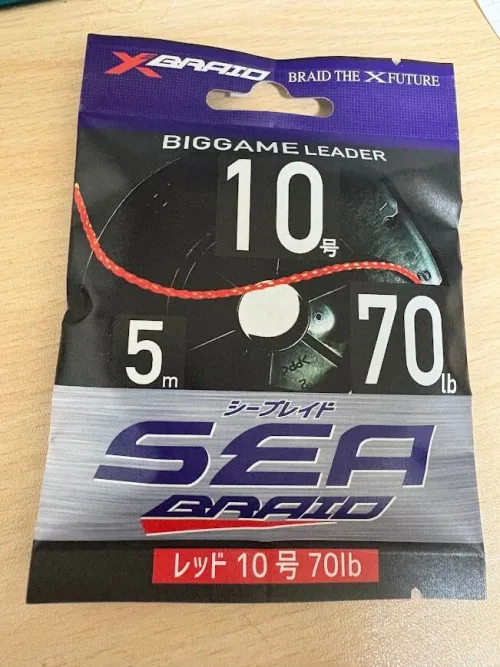 XBRAID
BRAID THE X FUTURE
BIGGAME LEADER
10号
5m
70lb
シーブレイド
SEA
BRAID
レッド 10号 70lb